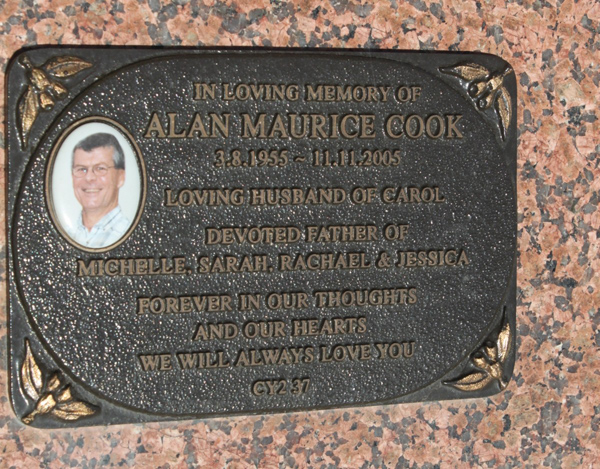 IN LOVING MEMORY OF
ALAN MAURICE COOK
3.8.1955 ~ 11.11.2005
LOVING HUSBAND OF CAROL
DEVOTED FATHER OF
MICHELLE, SARAH, RACHAEL & JESSICA
FOREVER IN OUR THOUGHTS
AND OUR HEARTS
WE WILL ALWAYS LOVE YOU
CY2 37